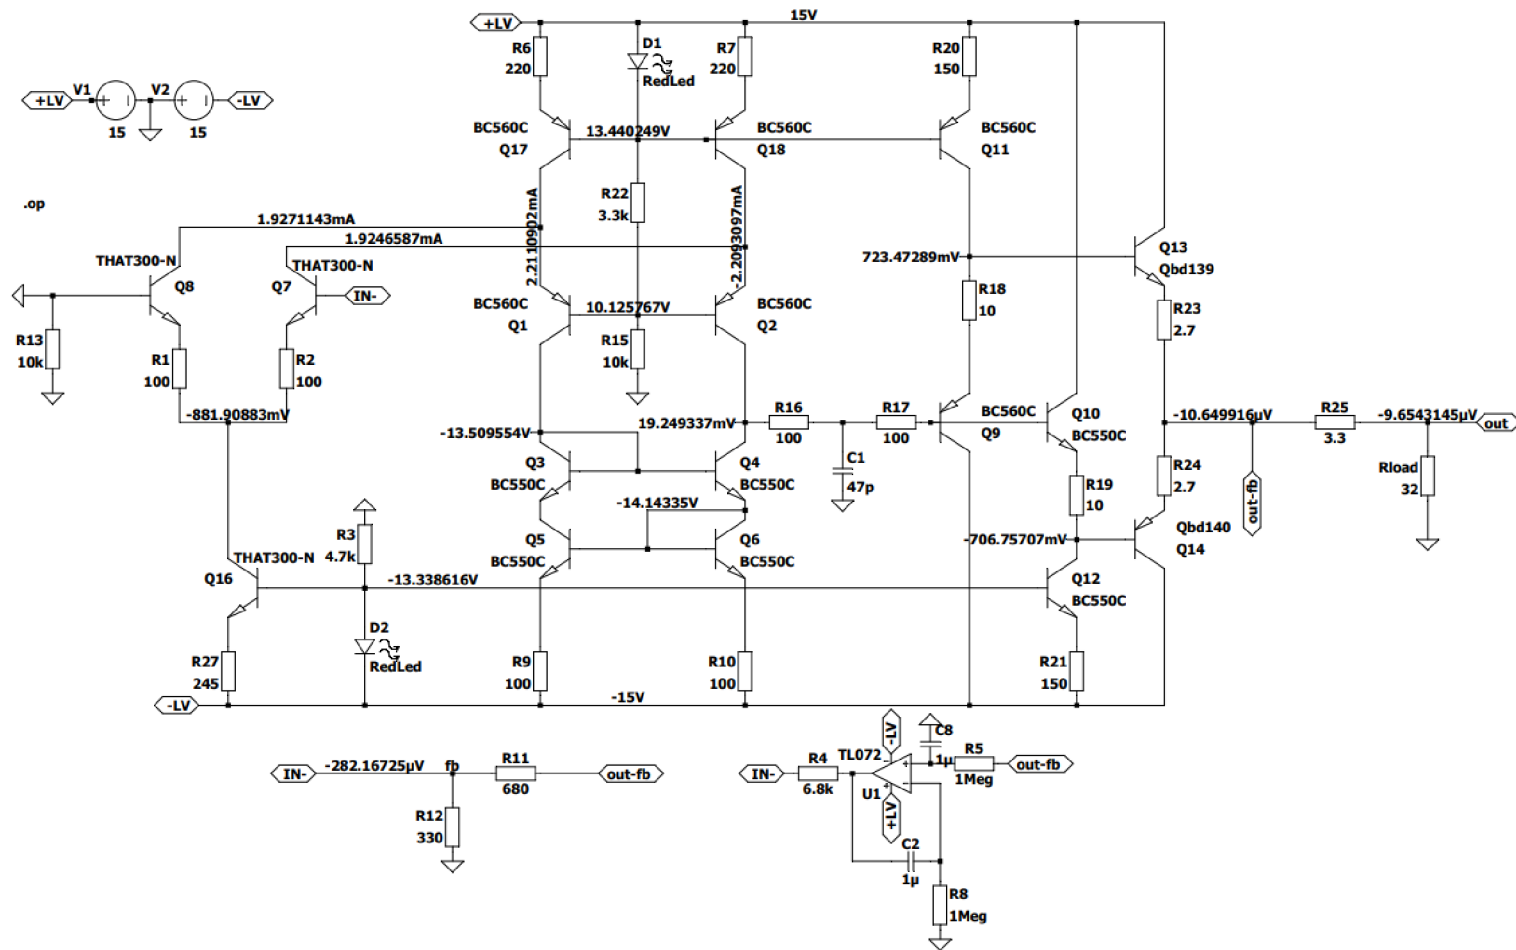 +LV
15V
R6
220
D1
RedLed
R7
220
R20
150
V1
V2
+LV
-LV
15
15
BC560C
Q17
13.440249V
BC560C
Q18
BC560C
Q11
.op
R22
3.3k
1.9271143mA
1.9246587mA
2.2110902mA
-2.2093097mA
THAT300-N
Q8
THAT300-N
Q7
IN-
723.47289mV
Q13
Qbd139
R18
10
R23
2.7
BC560C
Q1
10.125767V
BC560C
Q2
R13
10k
R1
100
R2
100
R15
10k
-881.90883mV
-13.509554V
19.249337mV
R16
100
R17
100
BC560C
Q9
Q10
BC550C
-10.649916µV
R25
3.3
-9.6543145µV
out
C1
47p
Q3
BC550C
Q4
BC550C
R19
10
R24
2.7
out-fb
Rload
32
-14.14335V
R3
4.7k
Q5
BC550C
Q6
BC550C
-706.75707mV
Qbd140
Q14
THAT300-N
Q16
-13.338616V
Q12
BC550C
D2
RedLed
R27
245
R9
100
R10
100
R21
150
-LV
-15V
IN-
-282.16725µV
fb
R11
680
out-fb
R12
330
IN-
R4
6.8k
TL072
U1
-LV
+LV
C8
1µ
R5
1Meg
out-fb
C2
1µ
R8
1Meg